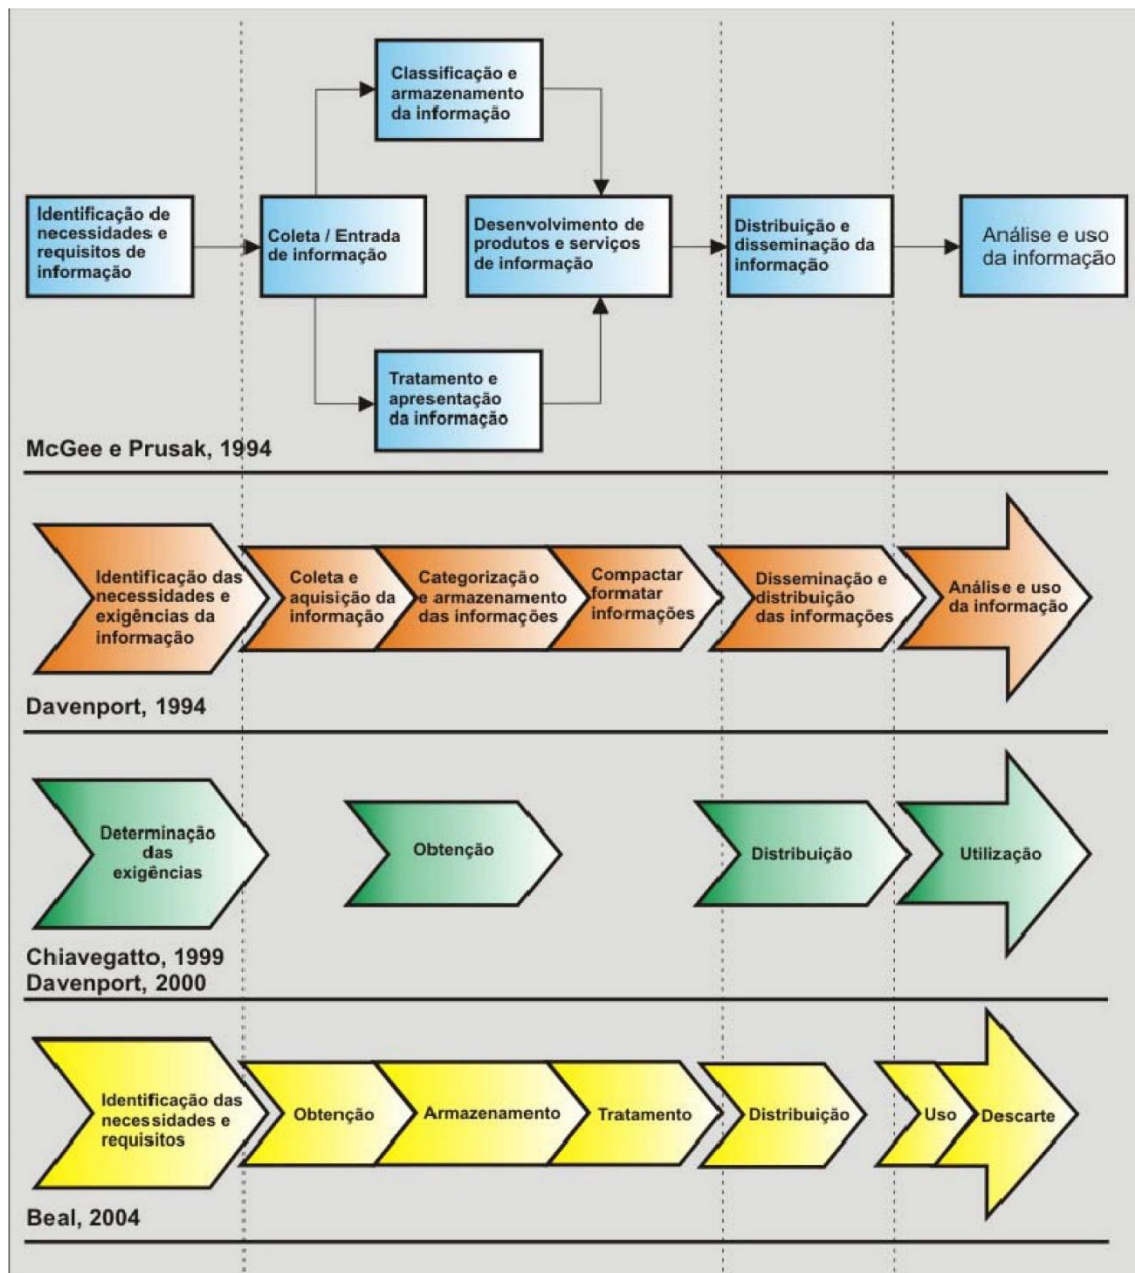 Classificação e
armazenamento
da informação
Identificação de
necessidades e
requisitos de
informação
Coleta / Entrada
de informação
Desenvolvimento de
produtos e serviços
de informação
Distribuição e
disseminação da
informação
Análise e uso
da informação
Tratamento e
apresentação
da informação
McGee e Prusak, 1994
Identificação das
necessidades e
exigências da
informação
Coleta e
aquisição da
informação
Categorização
e armazenamento
das informações
Compactar
formatar
informações
Disseminação e
distribuição
das informações
Análise e uso
da informação
Davenport, 1994
Determinação
das
exigências
Obtenção
Distribuição
Utilização
Chiavegatto, 1999
Davenport, 2000
Identificação das
necessidades e
requisitos
Obtenção
Armazenamento
Tratamento
Distribuição
Uso
Descarte
Beal, 2004